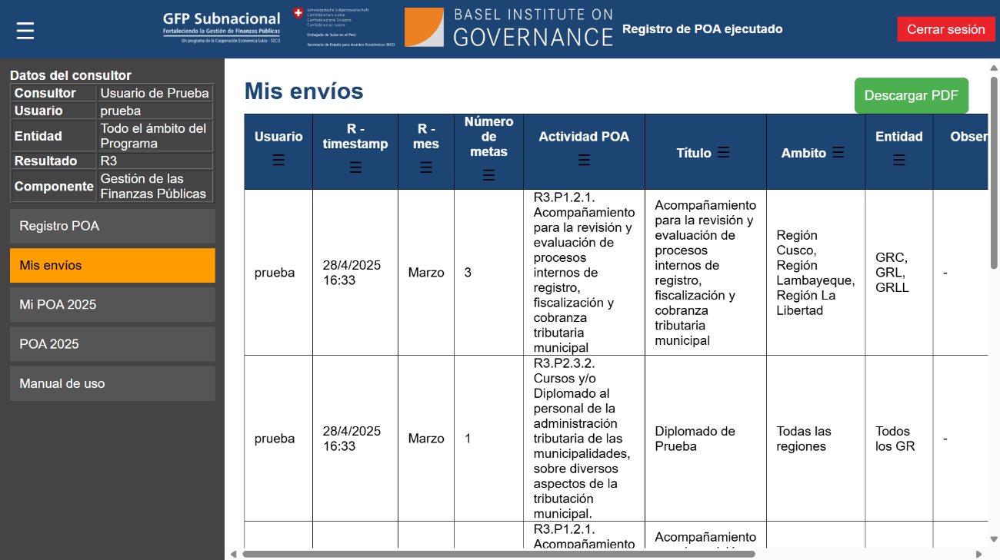 GFP Subnacional
Fortaleciendo la Gestión de Finanzas Públicas
Un programa de la Cooperación Económica Suiza - SECO
Schweizerische Eidgenossenschaft
Confédération suisse
Confederazione Svizzera
Confederaziun svizra
Embajada de Suiza en el Perú
Secretaría de Estado para Asuntos Económicos SECO
BASEL INSTITUTE ON
GOVERNANCE
Registro de POA ejecutado
Cerrar sesión
Datos del consultor
Consultor Usuario de Prueba
Usuario prueba
Entidad Todo el ámbito del
Programa
Resultado R3
Componente Gestión de las
Finanzas Públicas
Registro POA
Mis envíos
Mi POA 2025
POA 2025
Manual de uso
Mis envíos
Descargar PDF
Usuario
R -
timestamp
R -
mes
Número
de
metas
Actividad POA
Título
Ambito
Entidad
Obser
prueba
28/4/2025
16:33
Marzo
3
R3.P1.2.1.
Acompañamiento
para la revisión y
evaluación de
procesos
internos de
registro,
fiscalización y
cobranza
tributaria
municipal
Acompañamiento
para la revisión y
evaluación de
procesos
internos de
registro,
fiscalización y
cobranza
tributaria
municipal
Región
Cusco,
Región
Lambayeque,
Región La
Libertad
GRC,
GRL,
GRLL
-
prueba
28/4/2025
16:33
Marzo
1
R3.P2.3.2.
Cursos y/o
Diplomado al
personal de la
administración
tributaria de las
municipalidades,
sobre diversos
aspectos de la
tributación
municipal.
Diplomado de
Prueba
Todas las
regiones
Todos
los GR
-
R3.P1.2.1.
Acompañamiento
Acompañamiento